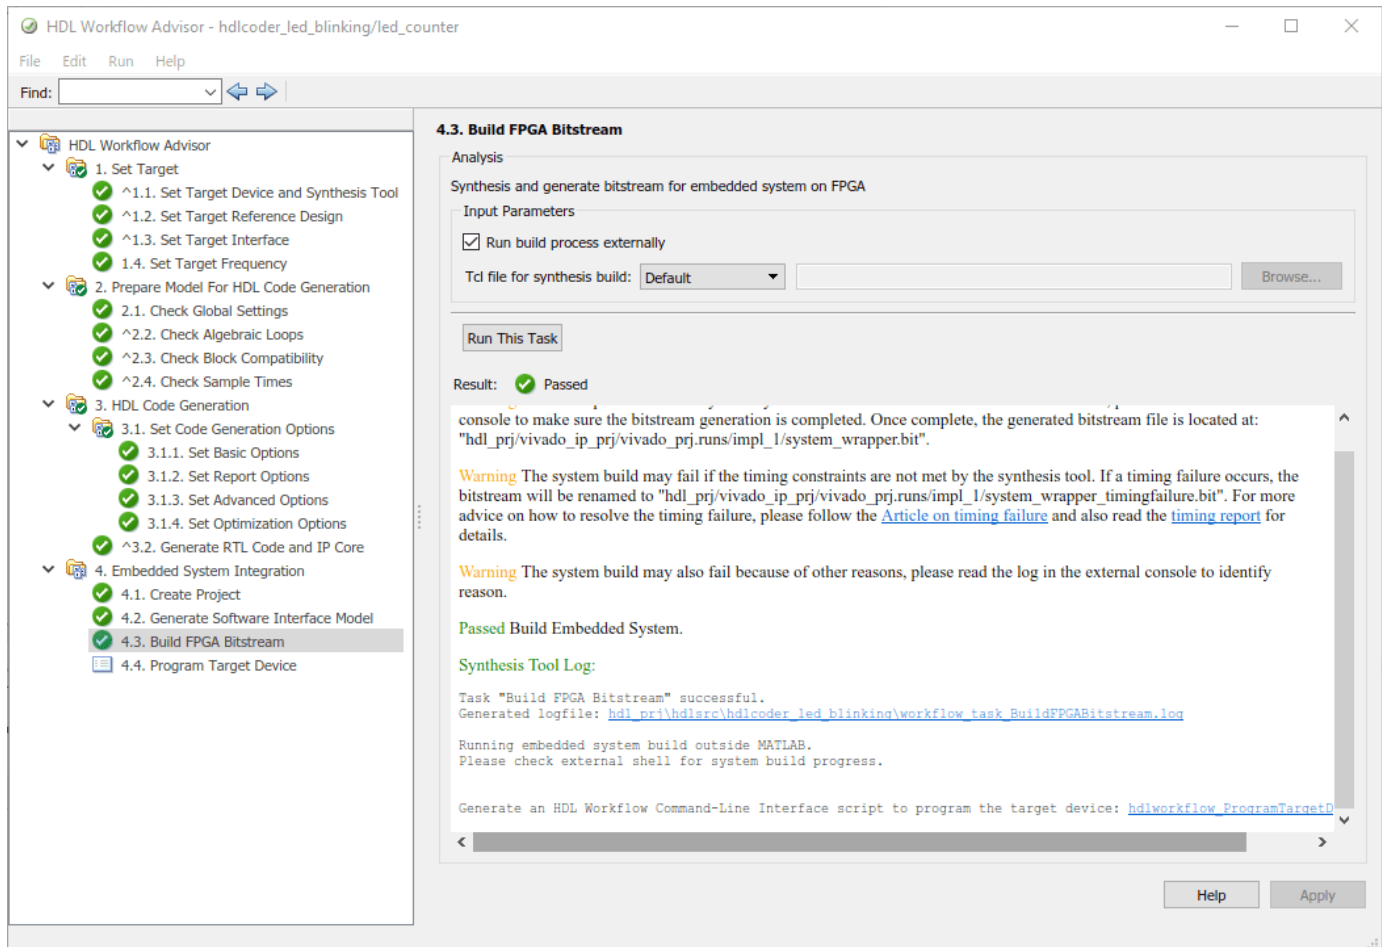 HDL Workflow Advisor - hdlcoder_led_blinking/led_counter
File Edit Run Help
Find:
HDL Workflow Advisor
1. Set Target
^1.1. Set Target Device and Synthesis Tool
^1.2. Set Target Reference Design
^1.3. Set Target Interface
1.4. Set Target Frequency
2. Prepare Model For HDL Code Generation
2.1. Check Global Settings
^2.2. Check Algebraic Loops
^2.3. Check Block Compatibility
^2.4. Check Sample Times
3. HDL Code Generation
3.1. Set Code Generation Options
3.1.1. Set Basic Options
3.1.2. Set Report Options
3.1.3. Set Advanced Options
3.1.4. Set Optimization Options
^3.2. Generate RTL Code and IP Core
4. Embedded System Integration
4.1. Create Project
4.2. Generate Software Interface Model
4.3. Build FPGA Bitstream
4.4. Program Target Device
4.3. Build FPGA Bitstream
Analysis
Synthesis and generate bitstream for embedded system on FPGA
Input Parameters
Run build process externally
Tcl file for synthesis build: Default Browse...
Run This Task
Result: Passed
console to make sure the bitstream generation is completed. Once complete, the generated bitstream file is located at:
"hdl_prj/vivado_ip_prj/vivado_prj.runs/impl_1/system_wrapper.bit".
Warning The system build may fail if the timing constraints are not met by the synthesis tool. If a timing failure occurs, the
bitstream will be renamed to "hdl_prj/vivado_ip_prj/vivado_prj.runs/impl_1/system_wrapper_timingfailure.bit". For more
advice on how to resolve the timing failure, please follow the Article on timing failure and also read the timing report for
details.
Warning The system build may also fail because of other reasons, please read the log in the external console to identify
reason.
Passed Build Embedded System.
Synthesis Tool Log:
Task "Build FPGA Bitstream" successful.
Generated logfile: hdl_prj\hdlsrc\hdlcoder_led_blinking\workflow_task_BuildFPGABitstream.log
Running embedded system build outside MATLAB.
Please check external shell for system build progress.
Generate an HDL Workflow Command-Line Interface script to program the target device: hdlworkflow_ProgramTargetD
Help Apply